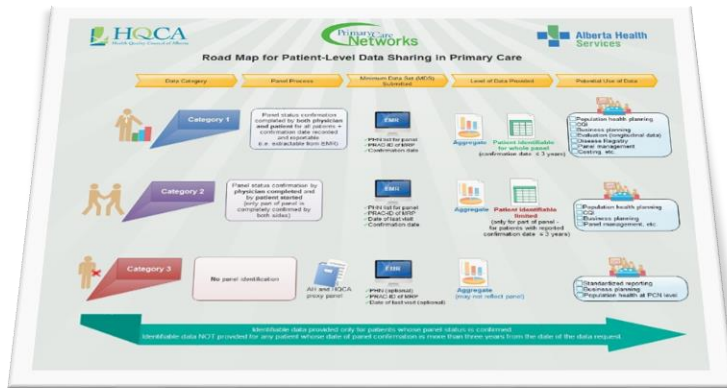 HQCA
Health Quality Council of Alberta
Primary Care
Networks
Alberta Health
Services
Road Map for Patient-Level Data Sharing in Primary Care
Data Category
Panel Process
Minimum Data Set (MDS)
Submitted
Level of Data Provided
Potential Use of Data
Category 1
Panel status confirmation
completed by both physician
and patient for all patients +
confirmation date recorded
and exportable
(i.e. extractable from EMR)
EMR
PHN list for panel
PRAC-ID of MRP
Confirmation date
Aggregate
Patient identifiable
for whole panel
(confirmation date ≤ 3 years)
Population health planning
CQI
Business planning
Evaluation (longitudinal data)
Disease Registry
Panel management
Costing, etc.
Category 2
Panel status confirmation by
physician completed and
by patient started
(only part of panel is
completely confirmed by
both sides)
EMR
PHN list for panel
PRAC-ID of MRP
Date of last visit
Confirmation date
Aggregate
Patient identifiable
limited
(only for part of panel -
for patients with reported
confirmation date ≤ 3 years)
Population health planning
CQI
Business planning
Panel management, etc.
Category 3
No panel identification
AH and HQCA
proxy panel
EMR
PHN (optional)
PRAC-ID of MRP
Date of last visit (optional)
Aggregate
(may not reflect panel)
Standardized reporting
Business planning
Population health at PCN level
Identifiable data provided only for patients whose panel status is confirmed
Identifiable data NOT provided for any patient whose date of panel confirmation is more than three years from the date of the data request